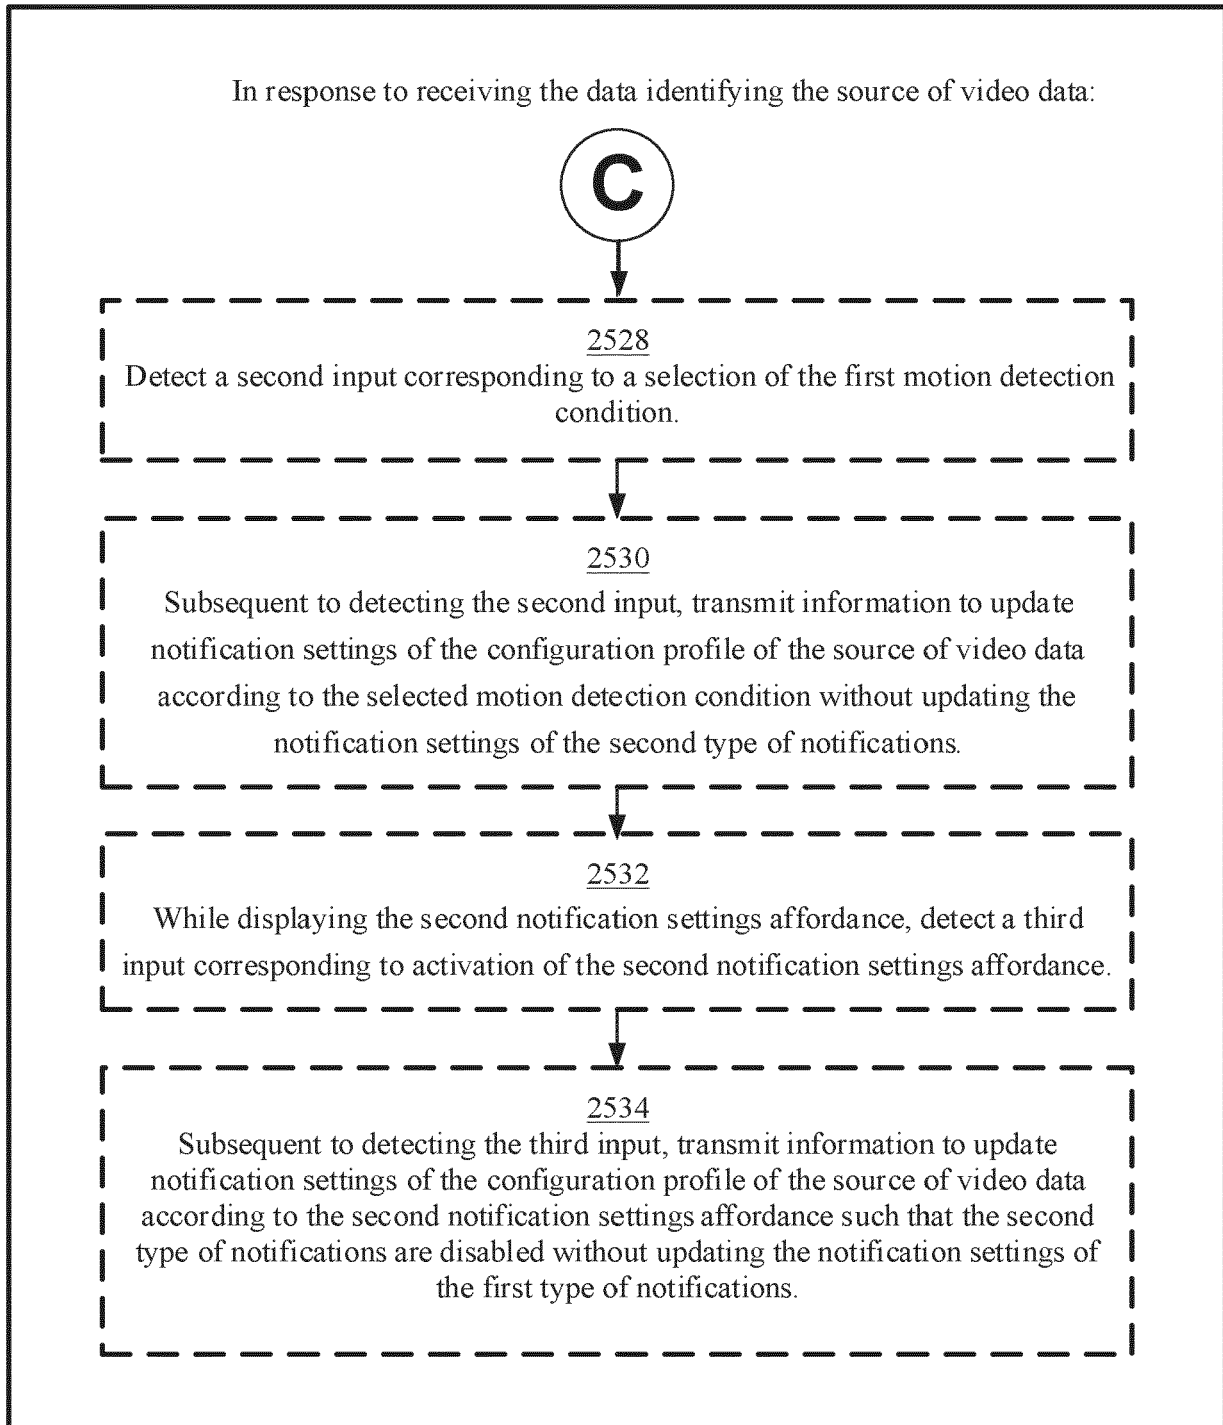 In response to receiving the data identifying the source of video data:
C
2528
Detect a second input corresponding to a selection of the first motion detection
condition.
2530
Subsequent to detecting the second input, transmit information to update
notification settings of the configuration profile of the source of video data
according to the selected motion detection condition without updating the
notification settings of the second type of notifications.
2532
While displaying the second notification settings affordance, detect a third
input corresponding to activation of the second notification settings affordance.
2534
Subsequent to detecting the third input, transmit information to update
notification settings of the configuration profile of the source of video data
according to the second notification settings affordance such that the second
type of notifications are disabled without updating the notification settings of
the first type of notifications.